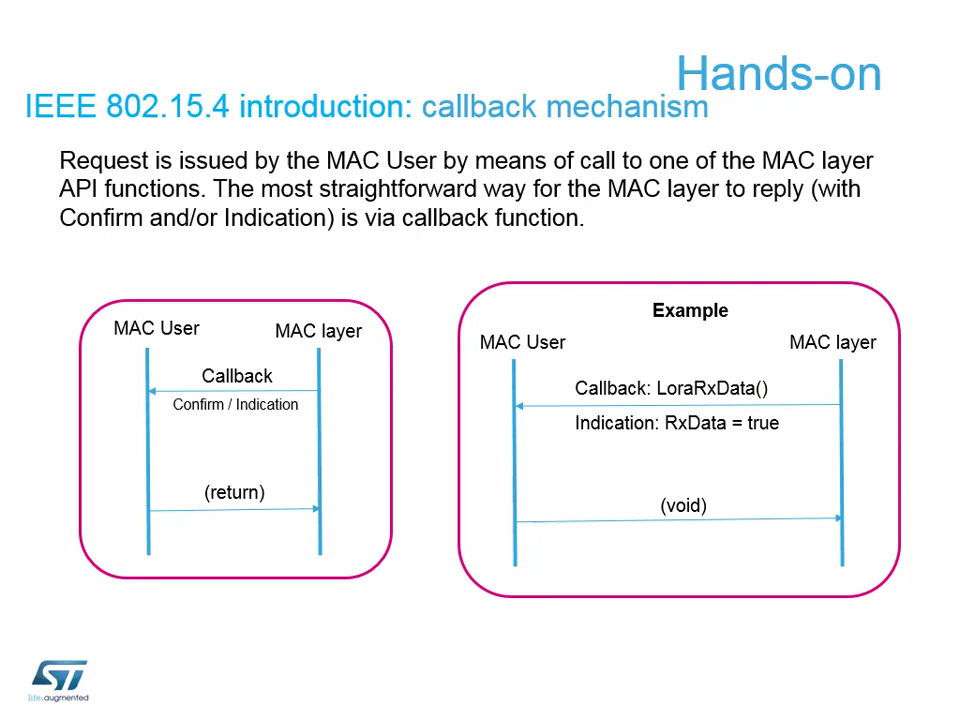 Hands-on
IEEE 802.15.4 introduction: callback mechanism
Request is issued by the MAC User by means of call to one of the MAC layer
API functions. The most straightforward way for the MAC layer to reply (with
Confirm and/or Indication) is via callback function.
MAC User
MAC layer
Callback
Confirm / Indication
(return)
Example
MAC User
MAC layer
Callback: LoraRxData()
Indication: RxData = true
(void)
ST
life.augmented